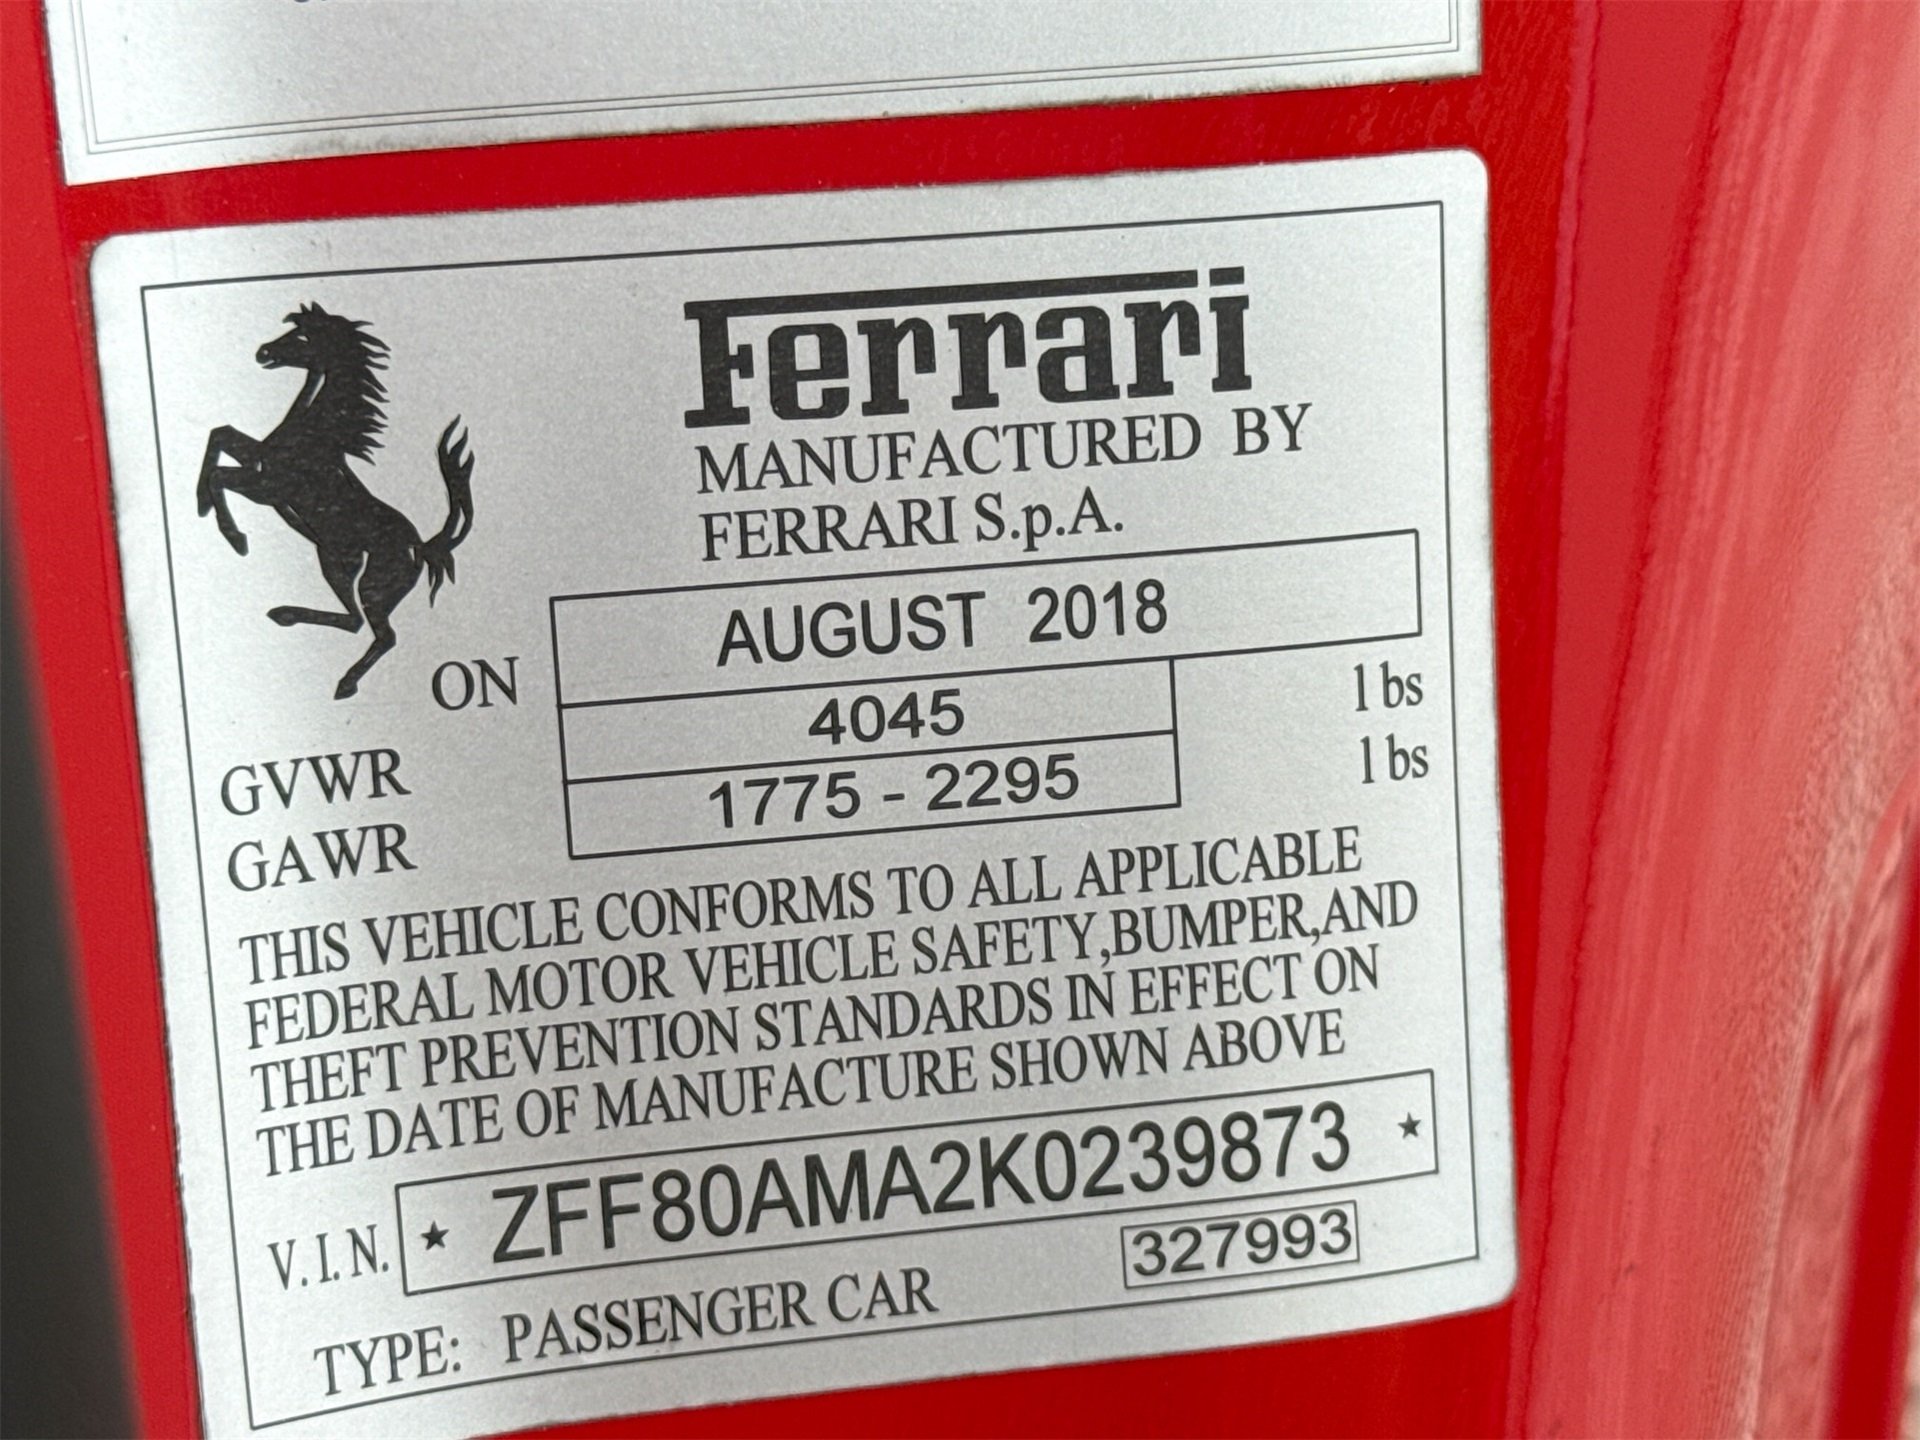 Ferrari
MANUFACTURED BY
FERRARI S.p.A.
ON AUGUST 2018
GVWR 4045 lbs
GAWR 1775 - 2295 lbs
THIS VEHICLE CONFORMS TO ALL APPLICABLE
FEDERAL MOTOR VEHICLE SAFETY,BUMPER,AND
THEFT PREVENTION STANDARDS IN EFFECT ON
THE DATE OF MANUFACTURE SHOWN ABOVE
V.I.N. ★ ZFF80AMA2K0239873 ★
327993
TYPE: PASSENGER CAR